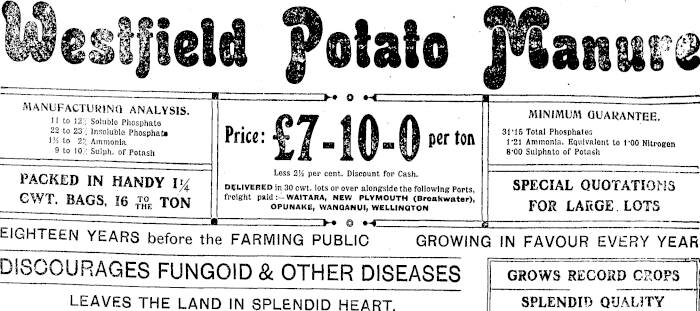 Westfield Potato Manure
MANUFACTURING ANALYSIS.
11 to 12% Soluble Phosphate
22 to 23% Insoluble Phosphate
1½ to 2% Ammonia
9 to 10% Sulph. of Potash
PACKED IN HANDY 1¼
CWT. BAGS, 16 TO THE TON
Price: £7-10-0 per ton
Less 2½ per cent. Discount for Cash.
DELIVERED in 30 cwt. lots or over alongside the following Ports,
freight paid:—WAITARA, NEW PLYMOUTH (Breakwater),
OPUNAKE, WANGANUI, WELLINGTON
MINIMUM GUARANTEE.
31·15 Total Phosphates
1·21 Ammonia. Equivalent to 1·00 Nitrogen
8·00 Sulphate of Potash
SPECIAL QUOTATIONS
FOR LARGE LOTS
EIGHTEEN YEARS before the FARMING PUBLIC GROWING IN FAVOUR EVERY YEAR
DISCOURAGES FUNGOID & OTHER DISEASES
LEAVES THE LAND IN SPLENDID HEART.
GROWS RECORD CROPS
SPLENDID QUALITY